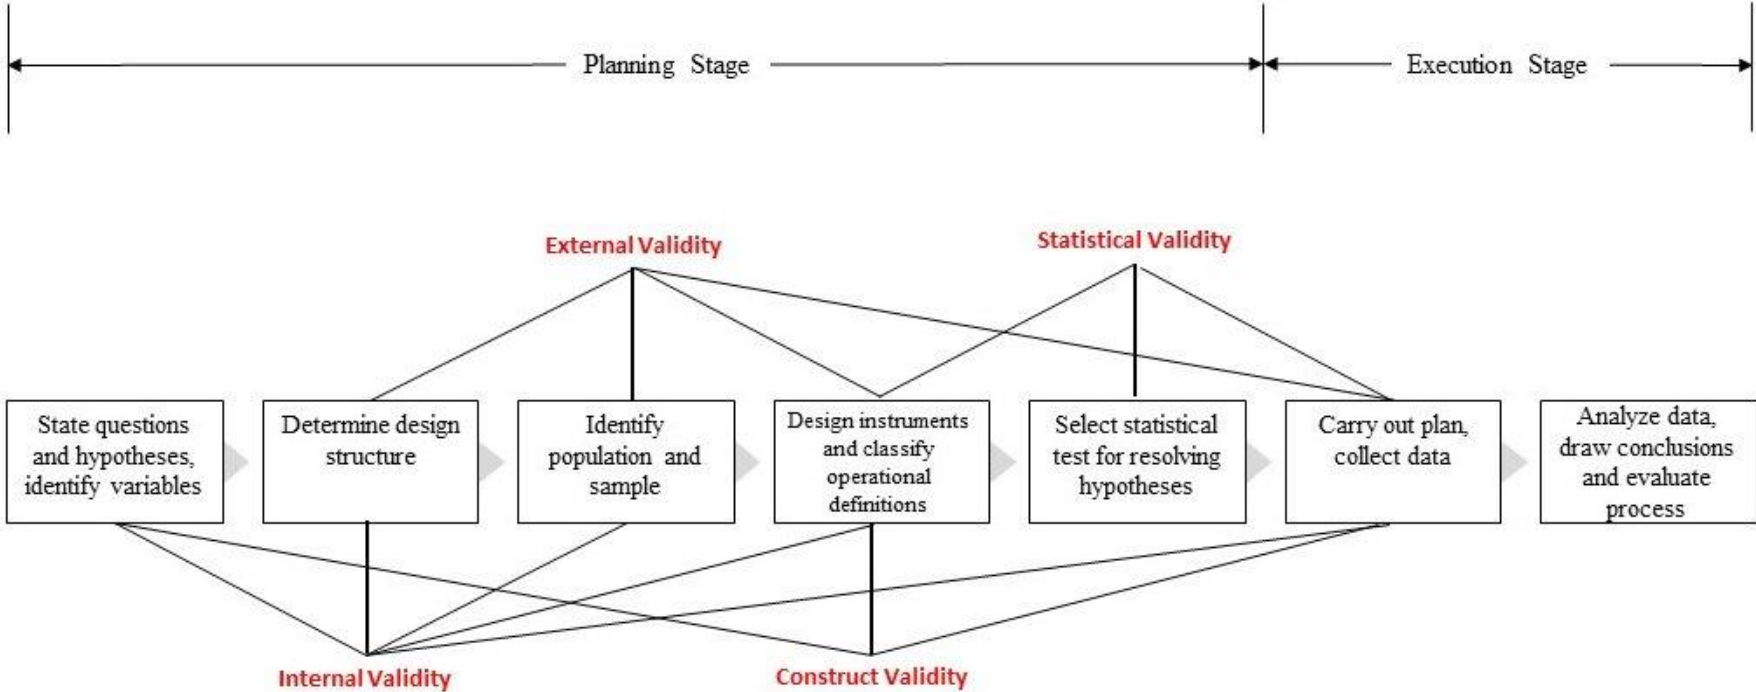 Planning Stage
Execution Stage
External Validity
Statistical Validity
State questions
and hypotheses,
identify variables
Determine design
structure
Identify
population and
sample
Design instruments
and classify
operational
definitions
Select statistical
test for resolving
hypotheses
Carry out plan,
collect data
Analyze data,
draw conclusions
and evaluate
process
Internal Validity
Construct Validity